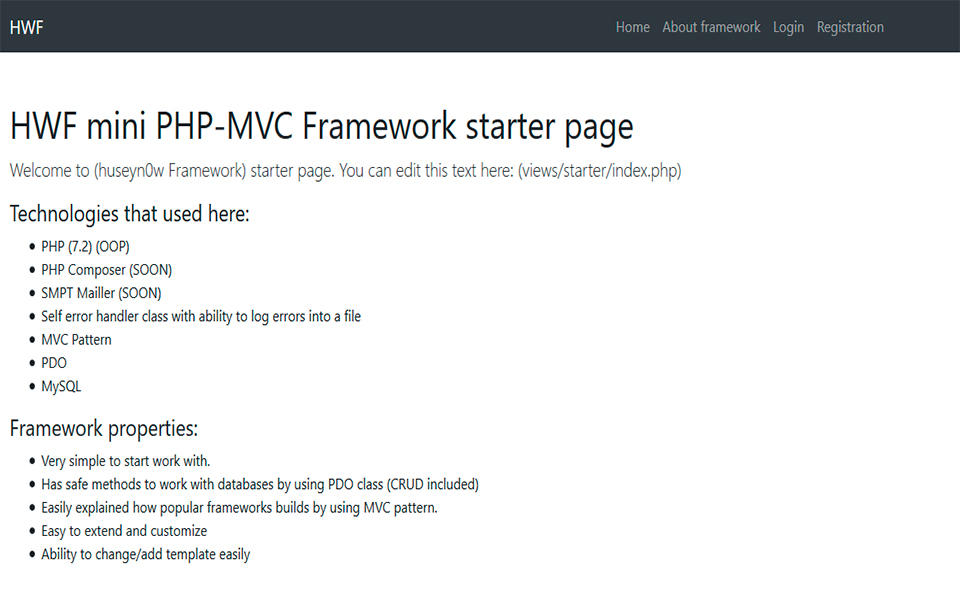 HWF
Home About framework Login Registration
HWF mini PHP-MVC Framework starter page
Welcome to (huseyn0w Framework) starter page. You can edit this text here: (views/starter/index.php)
Technologies that used here:
• PHP (7.2) (OOP)
• PHP Composer (SOON)
• SMPT Mailler (SOON)
• Self error handler class with ability to log errors into a file
• MVC Pattern
• PDO
• MySQL
Framework properties:
• Very simple to start work with.
• Has safe methods to work with databases by using PDO class (CRUD included)
• Easily explained how popular frameworks builds by using MVC pattern.
• Easy to extend and customize
• Ability to change/add template easily